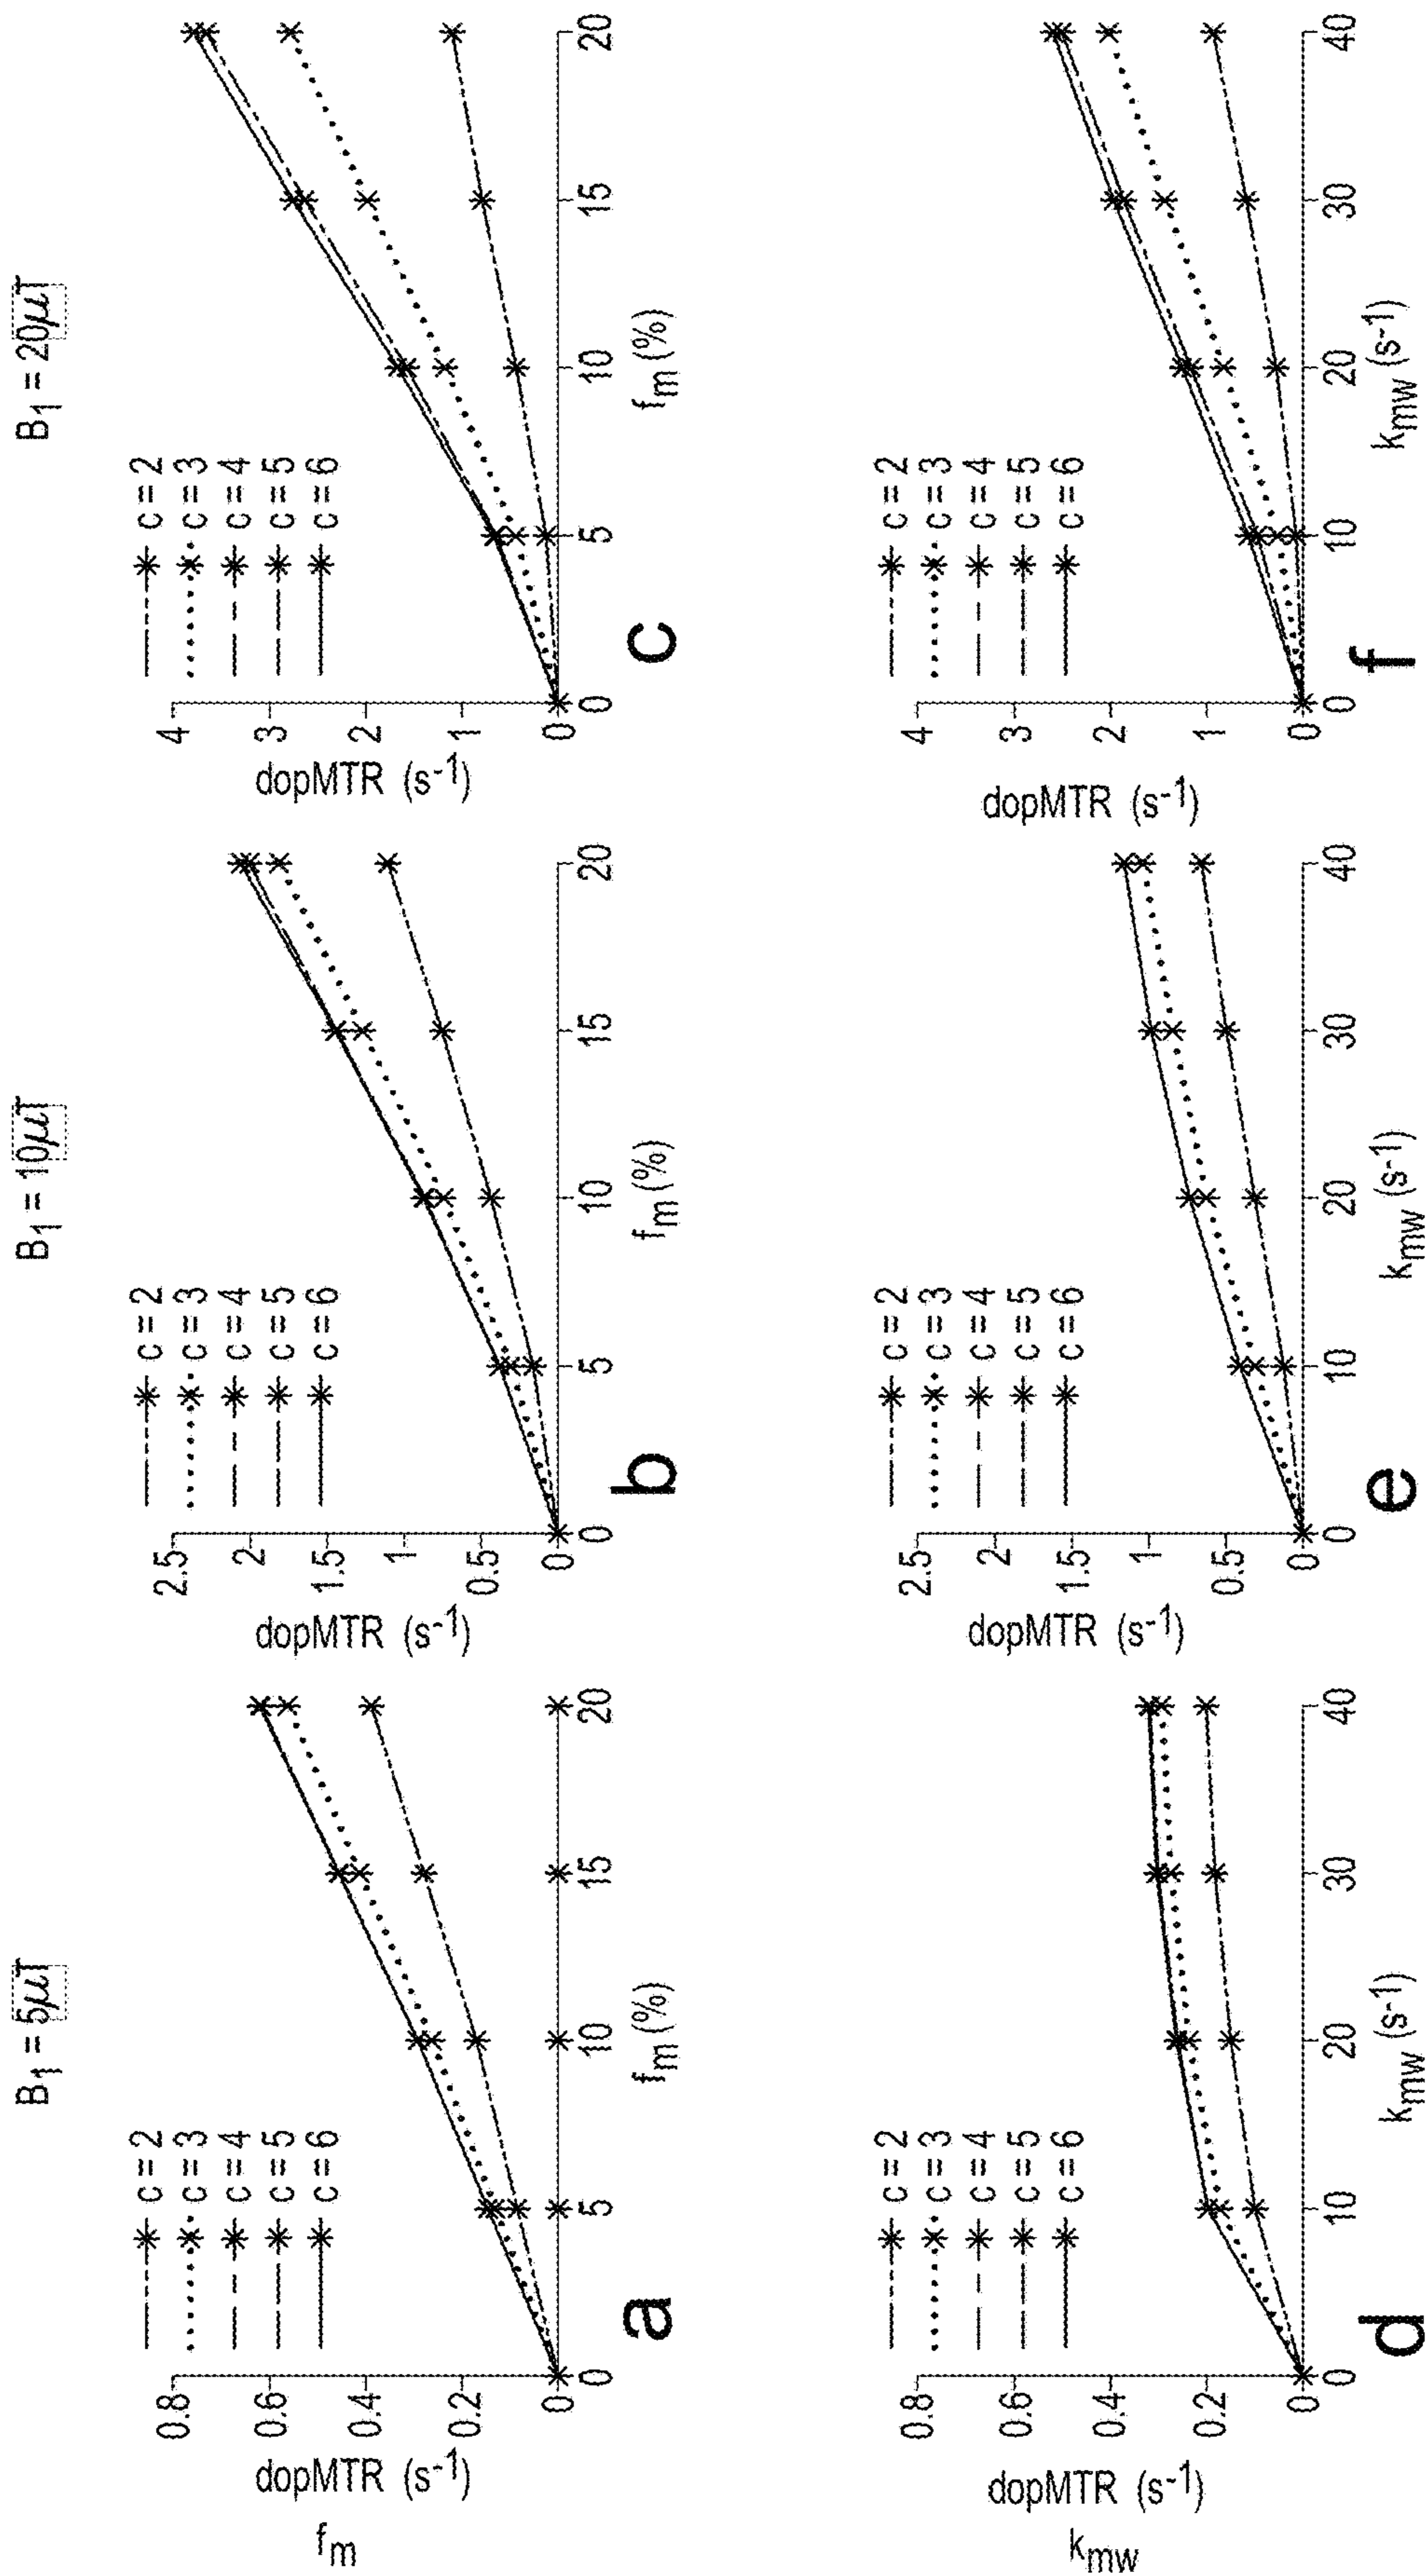 B1 = 5μT
B1 = 10μT
B1 = 20μT
fm
dopMTR (s-1)
0.8
0.6
0.4
0.2
0
c = 2
c = 3
c = 4
c = 5
c = 6
0 5 10 15 20
fm (%)
a
dopMTR (s-1)
2.5
2
1.5
1
0.5
0
c = 2
c = 3
c = 4
c = 5
c = 6
0 5 10 15 20
fm (%)
b
dopMTR (s-1)
4
3
2
1
0
c = 2
c = 3
c = 4
c = 5
c = 6
0 5 10 15 20
fm (%)
c
kmw
dopMTR (s-1)
0.8
0.6
0.4
0.2
0
c = 2
c = 3
c = 4
c = 5
c = 6
0 10 20 30 40
kmw (s-1)
d
dopMTR (s-1)
2.5
2
1.5
1
0.5
0
c = 2
c = 3
c = 4
c = 5
c = 6
0 10 20 30 40
kmw (s-1)
e
dopMTR (s-1)
4
3
2
1
0
c = 2
c = 3
c = 4
c = 5
c = 6
0 10 20 30 40
kmw (s-1)
f